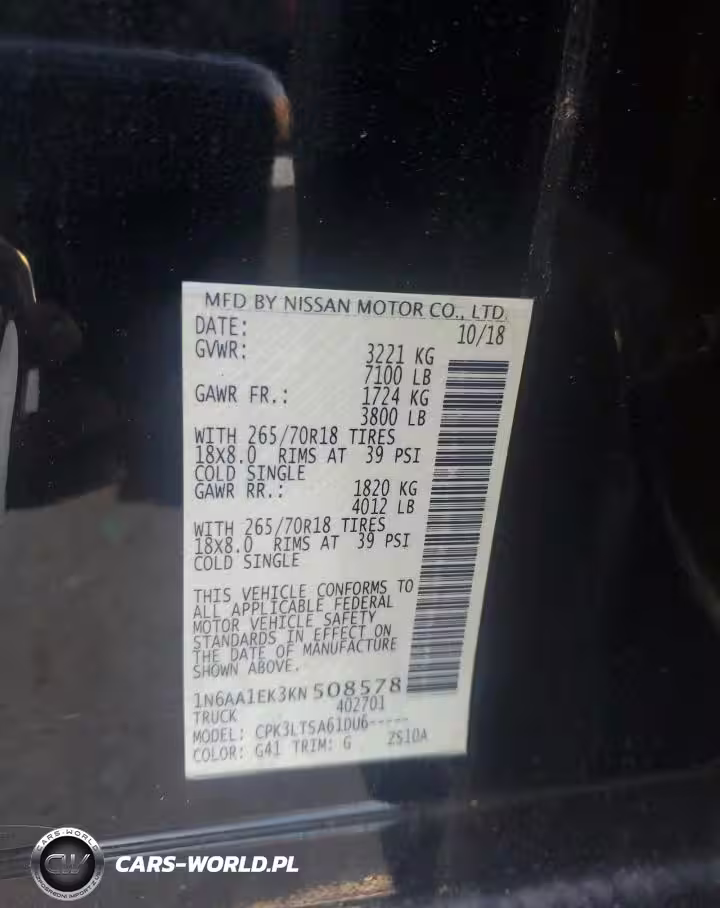 MFD BY NISSAN MOTOR CO., LTD.
DATE: 10/18
GVWR: 3221 KG
7100 LB
GAWR FR.: 1724 KG
3800 LB
WITH 265/70R18 TIRES
18X8.0 RIMS AT 39 PSI
COLD SINGLE
GAWR RR.: 1820 KG
4012 LB
WITH 265/70R18 TIRES
18X8.0 RIMS AT 39 PSI
COLD SINGLE
THIS VEHICLE CONFORMS TO
ALL APPLICABLE FEDERAL
MOTOR VEHICLE SAFETY
STANDARDS IN EFFECT ON
THE DATE OF MANUFACTURE
SHOWN ABOVE.
1N6AA1EK3KN508578
TRUCK 402701
MODEL: CPK3LTSA61DU6-----
COLOR: G41 TRIM: G 2S10A
CARS-WORLD
CW
CARS-WORLD.PL